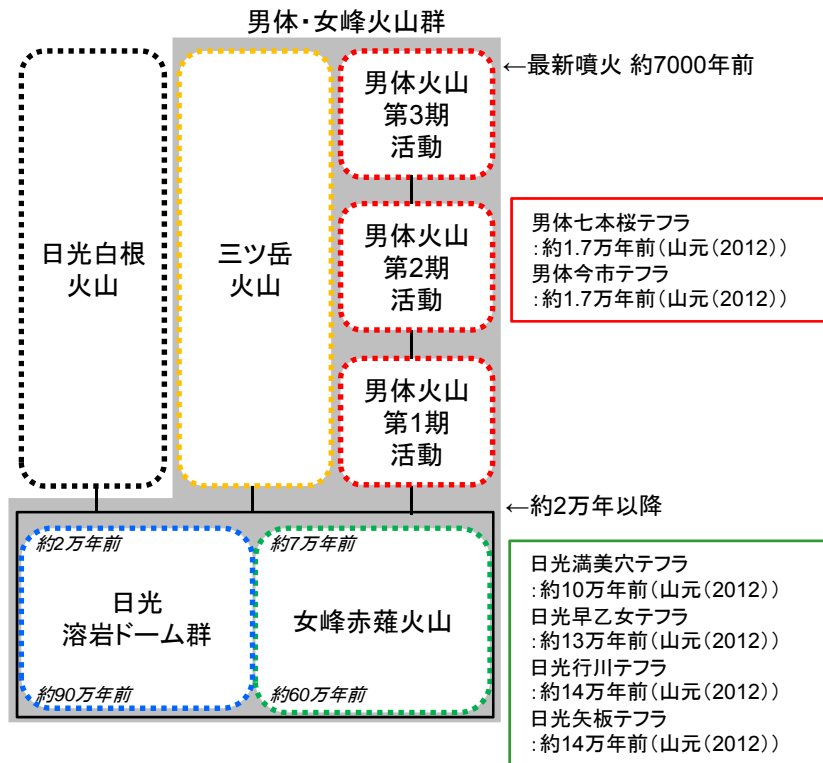 男体・女峰火山群
←最新噴火 約7000年前
男体火山
第3期
活動
日光白根
火山
三ツ岳
火山
男体火山
第2期
活動
男体七本桜テフラ
:約1.7万年前(山元(2012))
男体今市テフラ
:約1.7万年前(山元(2012))
男体火山
第1期
活動
←約2万年以降
約2万年前
日光
溶岩ドーム群
約90万年前
約7万年前
女峰赤薙火山
約60万年前
日光満美穴テフラ
:約10万年前(山元(2012))
日光早乙女テフラ
:約13万年前(山元(2012))
日光行川テフラ
:約14万年前(山元(2012))
日光矢板テフラ
:約14万年前(山元(2012))